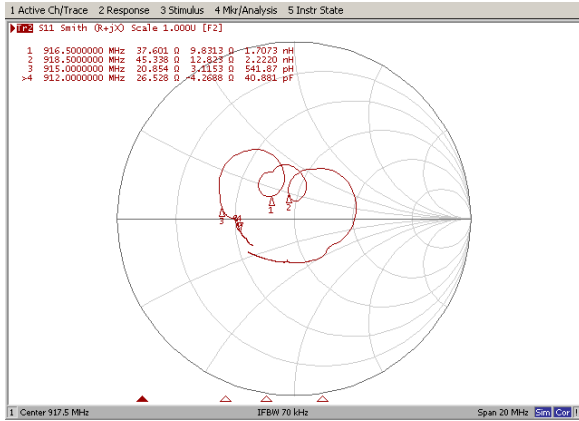 1 Active Ch/Trace 2 Response 3 Stimulus 4 Mkr/Analysis 5 Instr State
Tr2 S11 Smith (R+jX) Scale 1.000U [F2]
1 916.5000000 MHz 37.601 Ω 9.8313 Ω 1.7073 nH
2 918.5000000 MHz 45.338 Ω 12.823 Ω 2.2220 nH
3 915.0000000 MHz 20.854 Ω 3.1153 Ω 541.87 pH
>4 912.0000000 MHz 26.528 Ω -4.2688 Ω 40.881 pF
1
2
3
1 Center 917.5 MHz IFBW 70 kHz Span 20 MHz Sim Cor !